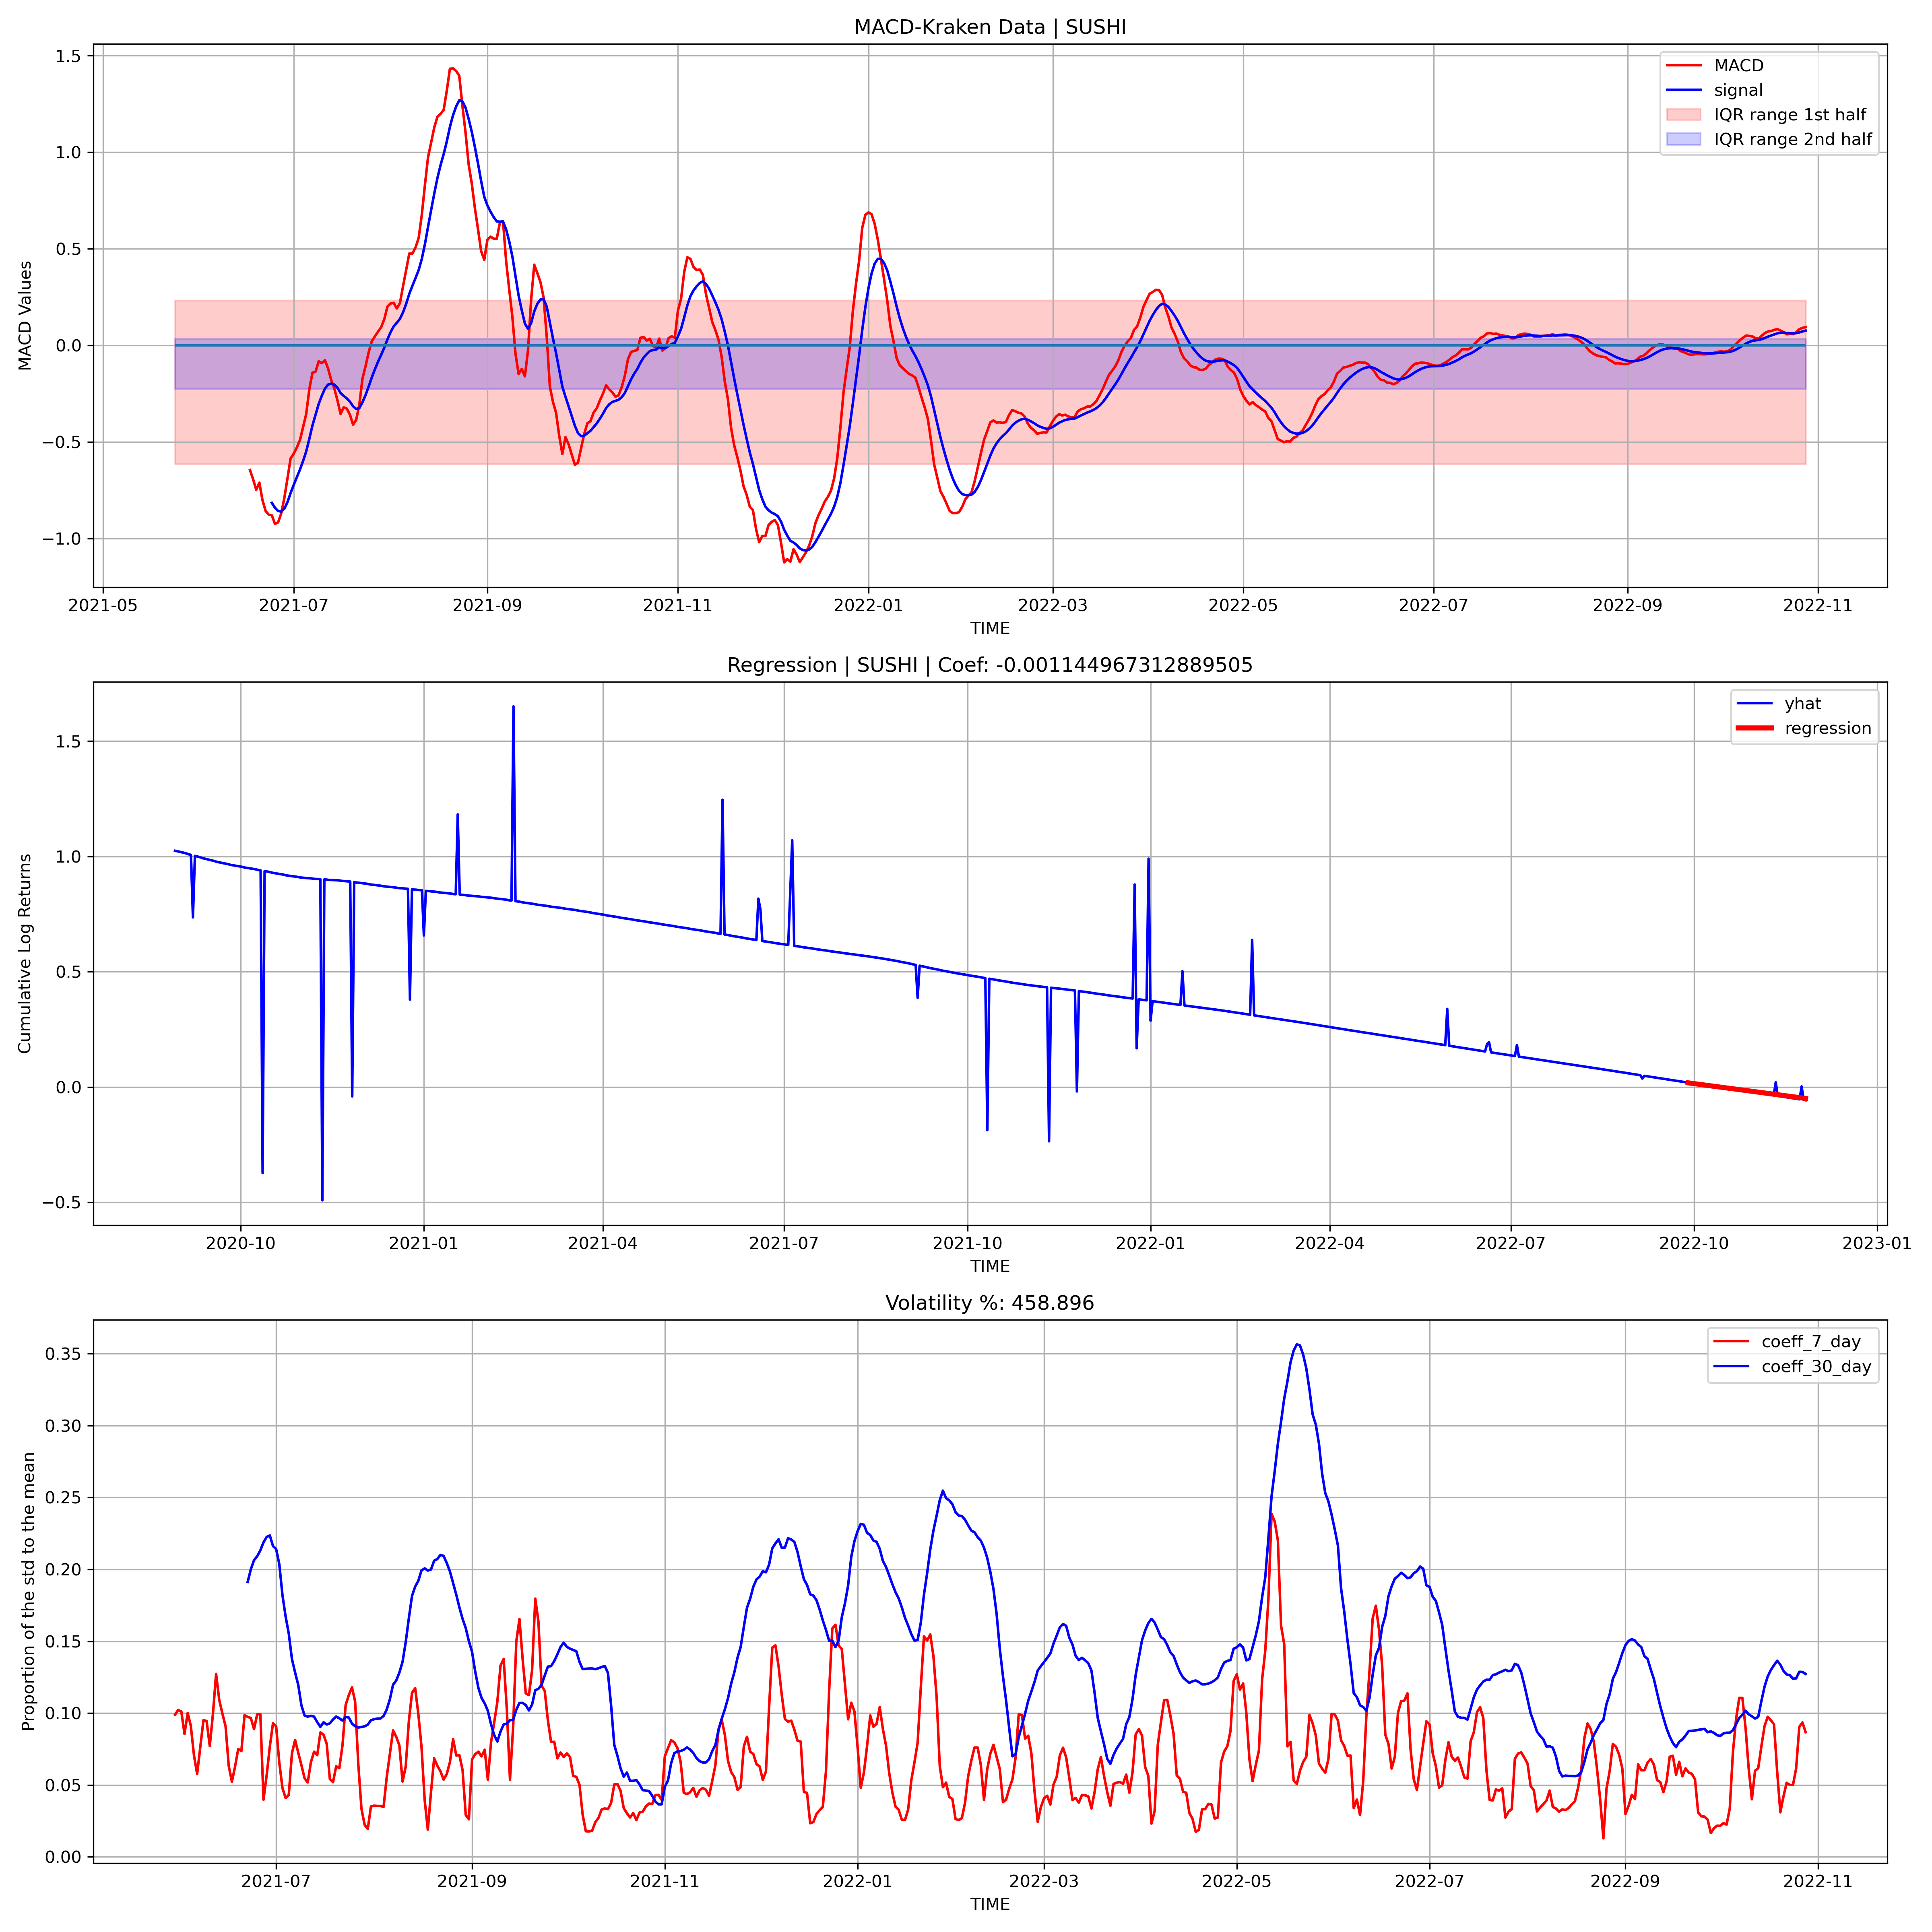 MACD-Kraken Data | SUSHI
MACD Values
1.5
1.0
0.5
0.0
−0.5
−1.0
MACD
signal
IQR range 1st half
IQR range 2nd half
2021-05 2021-07 2021-09 2021-11 2022-01 2022-03 2022-05 2022-07 2022-09 2022-11
TIME
Regression | SUSHI | Coef: -0.001144967312889505
Cumulative Log Returns
1.5
1.0
0.5
0.0
−0.5
yhat
regression
2020-10 2021-01 2021-04 2021-07 2021-10 2022-01 2022-04 2022-07 2022-10 2023-01
TIME
Volatility %: 458.896
Proportion of the std to the mean
0.35
0.30
0.25
0.20
0.15
0.10
0.05
0.00
coeff_7_day
coeff_30_day
2021-07 2021-09 2021-11 2022-01 2022-03 2022-05 2022-07 2022-09 2022-11
TIME